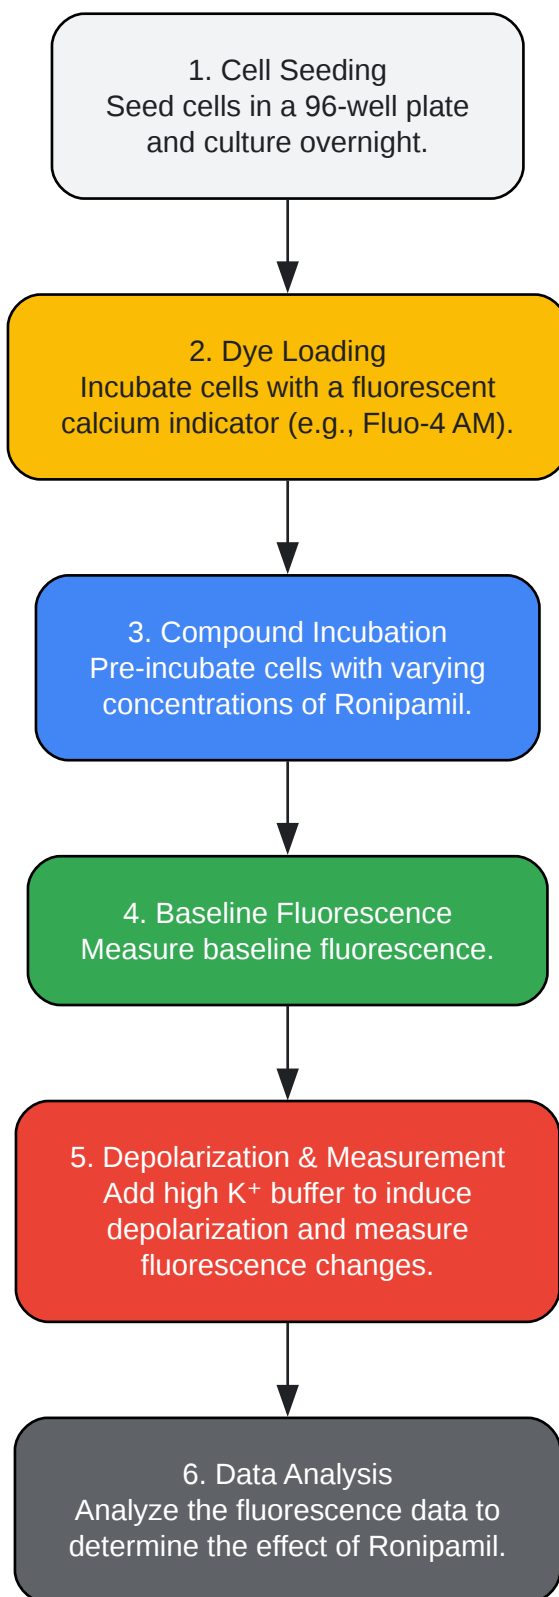 1. Cell Seeding
Seed cells in a 96-well plate
and culture overnight.
2. Dye Loading
Incubate cells with a fluorescent
calcium indicator (e.g., Fluo-4 AM).
3. Compound Incubation
Pre-incubate cells with varying
concentrations of Ronipamil.
4. Baseline Fluorescence
Measure baseline fluorescence.
5. Depolarization & Measurement
Add high K⁺ buffer to induce
depolarization and measure
fluorescence changes.
6. Data Analysis
Analyze the fluorescence data to
determine the effect of Ronipamil.